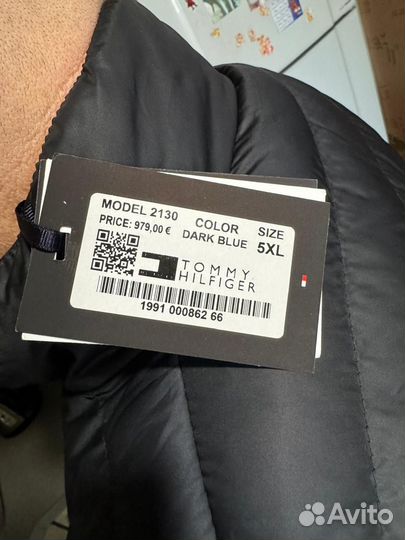 MODEL 2130 COLOR SIZE
PRICE: 979,00 € DARK BLUE 5XL
TOMMY
HILFIGER
1991 000862 66
Avito